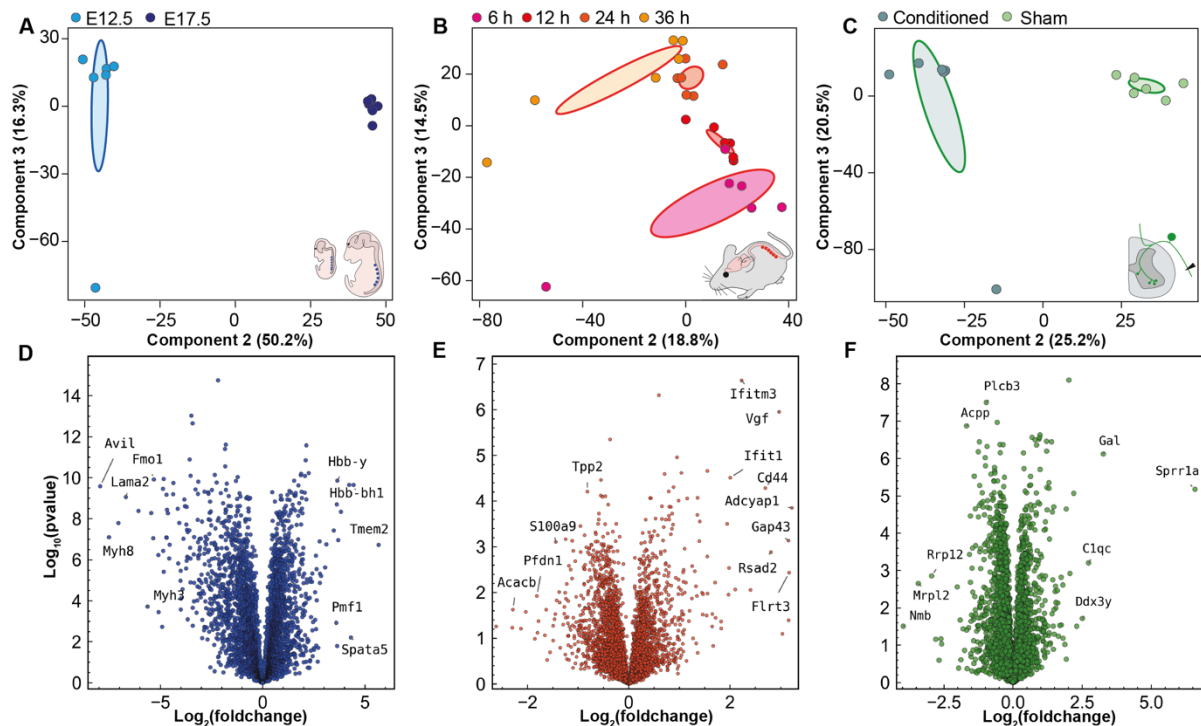 E12.5 E17.5
6 h 12 h 24 h 36 h
Conditioned Sham
A
30
0
−30
−60
Component 3 (16.3%)
−50 −25 0 25 50
Component 2 (50.2%)
B
20
0
−20
−40
−60
Component 3 (14.5%)
−80 −40 0 40
Component 2 (18.8%)
C
40
0
−40
−80
Component 3 (20.5%)
−50 −25 0 25
Component 2 (25.2%)
D
14
12
10
8
6
4
2
0
Log10(pvalue)
Avil
Fmo1
Lama2
Myh8
Myh3
Hbb-y
Hbb-bh1
Tmem2
Pmf1
Spata5
−5 0 5
Log2(foldchange)
E
7
6
5
4
3
2
1
0
Ifitm3
Vgf
Ifit1
Tpp2
Cd44
Adcyap1
S100a9
Gap43
Pfdn1
Rsad2
Acacb
Flrt3
−2 0 2
Log2(foldchange)
F
8
7
6
5
4
3
2
1
0
Plcb3
Acpp
Gal
Sprr1a
C1qc
Rrp12
Mrpl2
Ddx3y
Nmb
−2.5 0.0 2.5 5.0
Log2(foldchange)